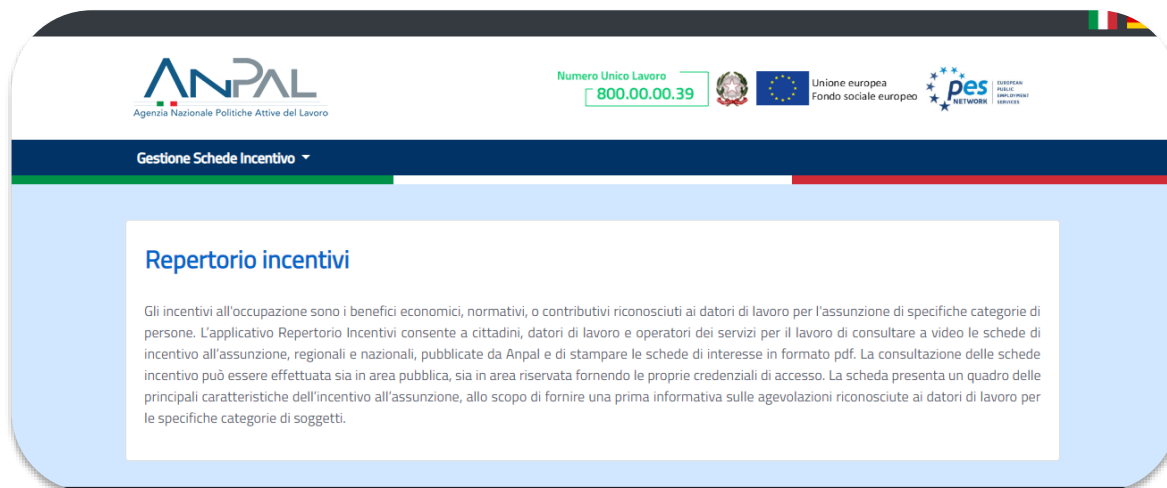 ANPAL
Agenzia Nazionale Politiche Attive del Lavoro
Numero Unico Lavoro
800.00.00.39
Unione europea
Fondo sociale europeo
pes
NETWORK
EUROPEAN
PUBLIC
EMPLOYMENT
SERVICES
Gestione Schede Incentivo
Repertorio incentivi
Gli incentivi all'occupazione sono i benefici economici, normativi, o contributivi riconosciuti ai datori di lavoro per l'assunzione di specifiche categorie di
persone. L’applicativo Repertorio Incentivi consente a cittadini, datori di lavoro e operatori dei servizi per il lavoro di consultare a video le schede di
incentivo all’assunzione, regionali e nazionali, pubblicate da Anpal e di stampare le schede di interesse in formato pdf. La consultazione delle schede
incentivo può essere effettuata sia in area pubblica, sia in area riservata fornendo le proprie credenziali di accesso. La scheda presenta un quadro delle
principali caratteristiche dell’incentivo all’assunzione, allo scopo di fornire una prima informativa sulle agevolazioni riconosciute ai datori di lavoro per
le specifiche categorie di soggetti.